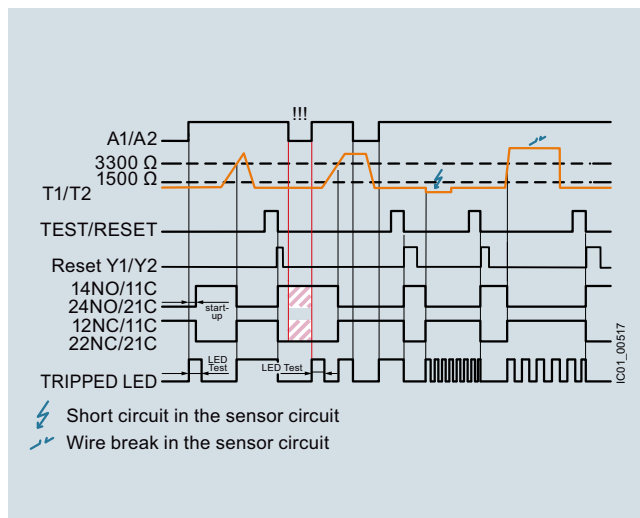 !!!
A1/A2
3300 Ω
1500 Ω
T1/T2
TEST/RESET
Reset Y1/Y2
14NO/11C
24NO/21C
start-
up
12NC/11C
22NC/21C
LED
Test
LED Test
TRIPPED LED
IC01_00517
Short circuit in the sensor circuit
Wire break in the sensor circuit